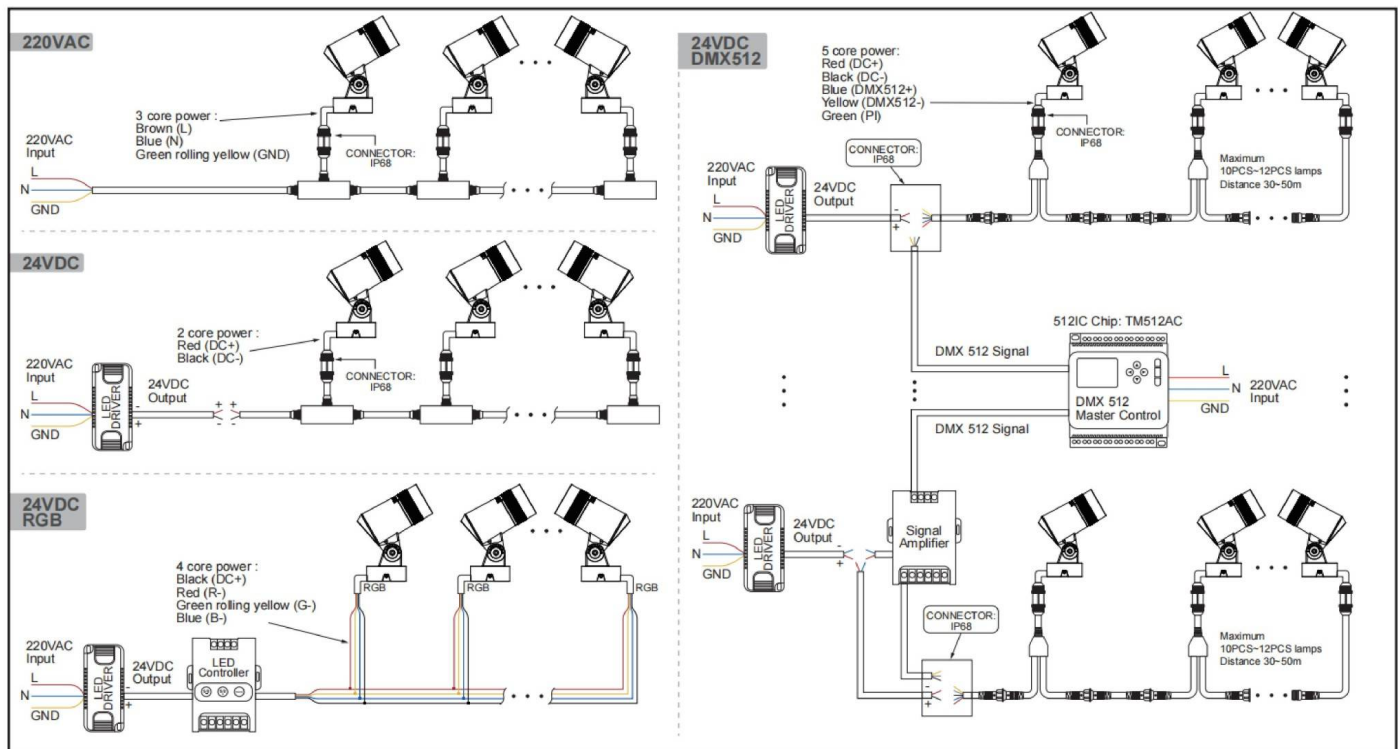 220VAC
3 core power :
Brown (L)
Blue (N)
Green rolling yellow (GND)
220VAC
Input
L
N
GND
CONNECTOR:
IP68
24VDC
2 core power :
Red (DC+)
Black (DC-)
220VAC
Input
L
N
GND
LED
DRIVER
24VDC
Output
-
+
+ +
- -
CONNECTOR:
IP68
24VDC
RGB
4 core power :
Black (DC+)
Red (R-)
Green rolling yellow (G-)
Blue (B-)
RGB
RGB
RGB
220VAC
Input
L
N
GND
LED
DRIVER
24VDC
Output
-
+
LED
Controller
24VDC
DMX512
5 core power:
Red (DC+)
Black (DC-)
Blue (DMX512+)
Yellow (DMX512-)
Green (PI)
CONNECTOR:
IP68
CONNECTOR:
IP68
220VAC
Input
L
N
GND
LED
DRIVER
24VDC
Output
-
+
Maximum
10PCS~12PCS lamps
Distance 30~50m
512IC Chip: TM512AC
DMX 512 Signal
DMX 512
Master Control
L
N
GND
220VAC
Input
DMX 512 Signal
220VAC
Input
L
N
GND
LED
DRIVER
24VDC
Output
-
+
Signal
Amplifier
CONNECTOR:
IP68
-
+
Maximum
10PCS~12PCS lamps
Distance 30~50m